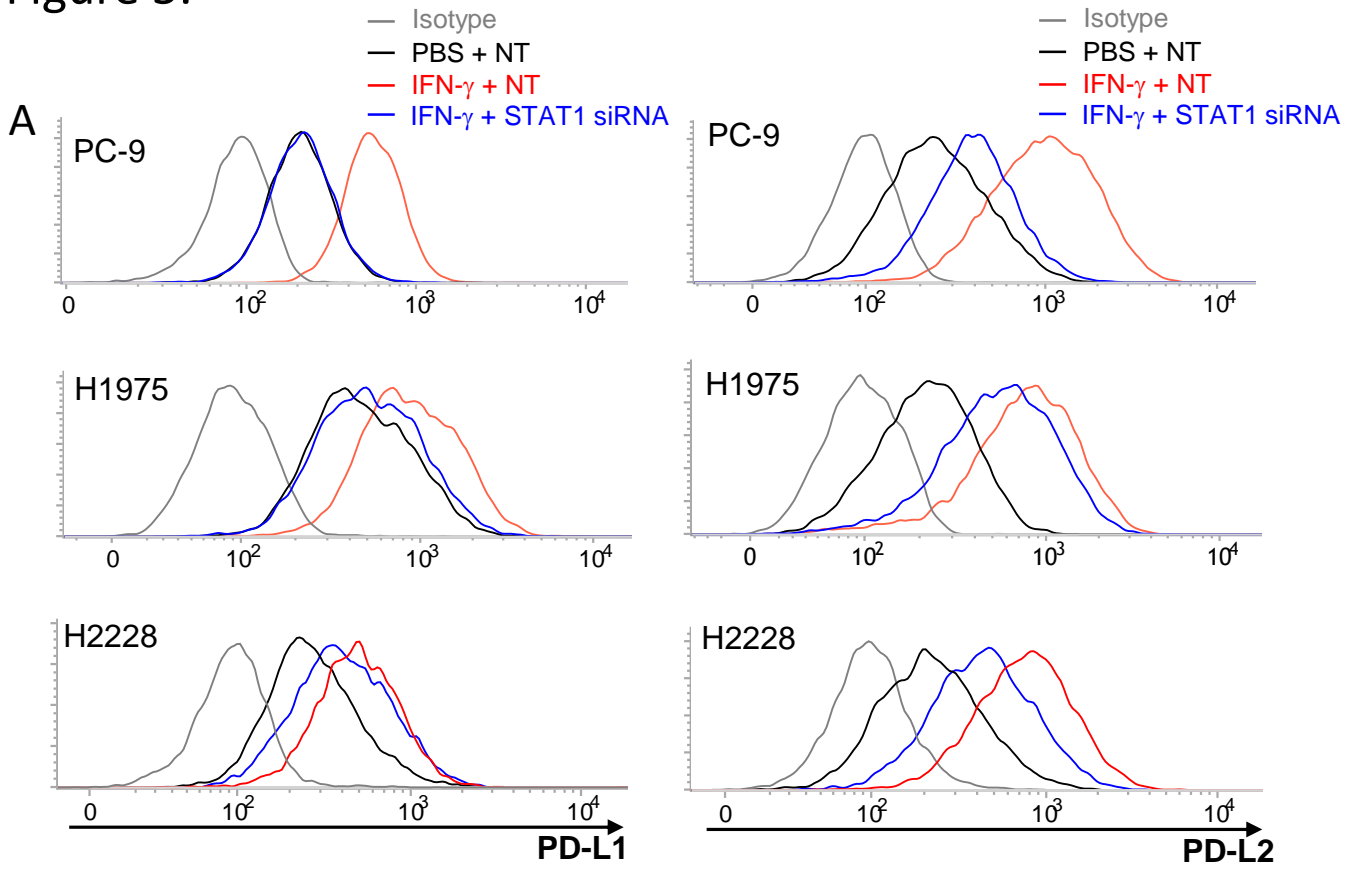 Isotype
PBS + NT
IFN-γ + NT
IFN-γ + STAT1 siRNA
Isotype
PBS + NT
IFN-γ + NT
IFN-γ + STAT1 siRNA
A
PC-9
0 10² 10³ 10⁴
PC-9
0 10² 10³ 10⁴
H1975
0 10² 10³ 10⁴
H1975
0 10² 10³ 10⁴
H2228
0 10² 10³ 10⁴
PD-L1
H2228
0 10² 10³ 10⁴
PD-L2